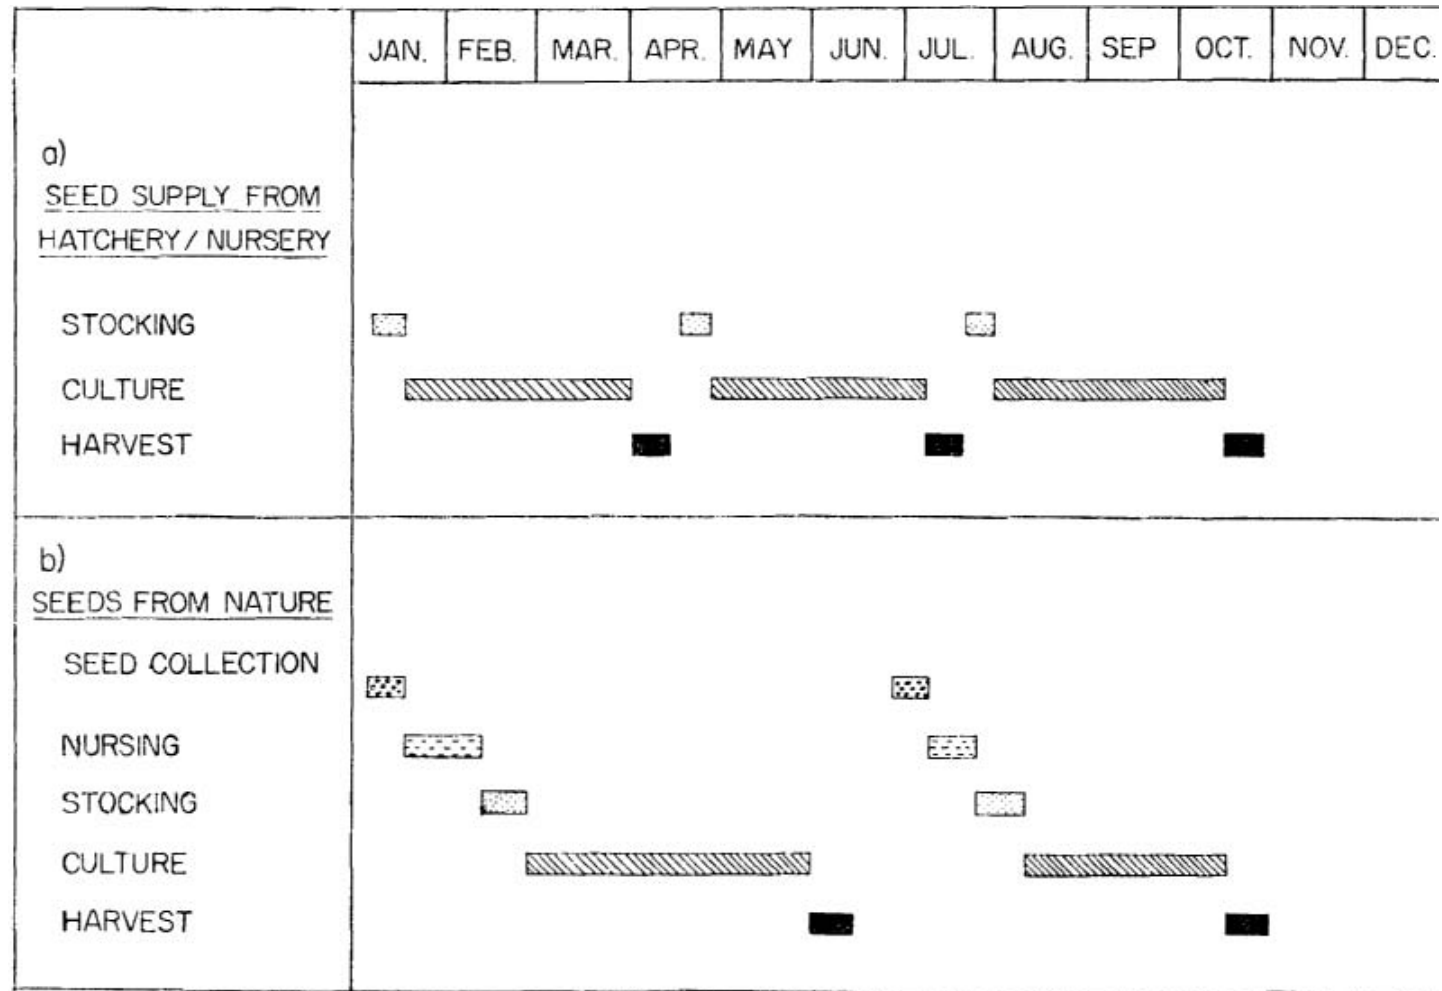 JAN. FEB. MAR. APR. MAY JUN. JUL. AUG. SEP OCT. NOV. DEC.
a)
SEED SUPPLY FROM
HATCHERY / NURSERY
STOCKING
CULTURE
HARVEST
b)
SEEDS FROM NATURE
SEED COLLECTION
NURSING
STOCKING
CULTURE
HARVEST